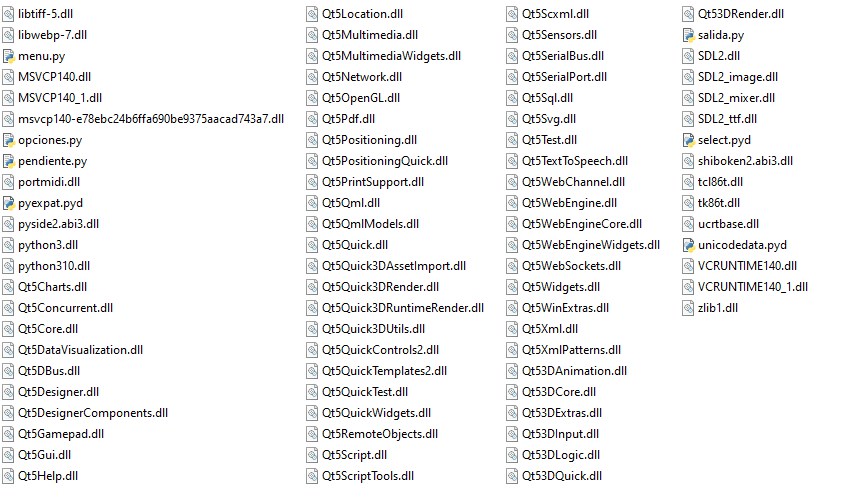 libtiff-5.dll
libwebp-7.dll
menu.py
MSVCP140.dll
MSVCP140_1.dll
msvcp140-e78ebc24b6ffa690be9375aacad743a7.dll
opciones.py
pendiente.py
portmidi.dll
pyexpat.pyd
pyside2.abi3.dll
python3.dll
python310.dll
Qt5Charts.dll
Qt5Concurrent.dll
Qt5Core.dll
Qt5DataVisualization.dll
Qt5DBus.dll
Qt5Designer.dll
Qt5DesignerComponents.dll
Qt5Gamepad.dll
Qt5Gui.dll
Qt5Help.dll
Qt5Location.dll
Qt5Multimedia.dll
Qt5MultimediaWidgets.dll
Qt5Network.dll
Qt5OpenGL.dll
Qt5Pdf.dll
Qt5Positioning.dll
Qt5PositioningQuick.dll
Qt5PrintSupport.dll
Qt5Qml.dll
Qt5QmlModels.dll
Qt5Quick.dll
Qt5Quick3DAssetImport.dll
Qt5Quick3DRender.dll
Qt5Quick3DRuntimeRender.dll
Qt5Quick3DUtils.dll
Qt5QuickControls2.dll
Qt5QuickTemplates2.dll
Qt5QuickTest.dll
Qt5QuickWidgets.dll
Qt5RemoteObjects.dll
Qt5Script.dll
Qt5ScriptTools.dll
Qt5Scxml.dll
Qt5Sensors.dll
Qt5SerialBus.dll
Qt5SerialPort.dll
Qt5Sql.dll
Qt5Svg.dll
Qt5Test.dll
Qt5TextToSpeech.dll
Qt5WebChannel.dll
Qt5WebEngine.dll
Qt5WebEngineCore.dll
Qt5WebEngineWidgets.dll
Qt5WebSockets.dll
Qt5Widgets.dll
Qt5WinExtras.dll
Qt5Xml.dll
Qt5XmlPatterns.dll
Qt53DAnimation.dll
Qt53DCore.dll
Qt53DExtras.dll
Qt53DInput.dll
Qt53DLogic.dll
Qt53DQuick.dll
Qt53DRender.dll
salida.py
SDL2.dll
SDL2_image.dll
SDL2_mixer.dll
SDL2_ttf.dll
select.pyd
shiboken2.abi3.dll
tcl86t.dll
tk86t.dll
ucrtbase.dll
unicodedata.pyd
VCRUNTIME140.dll
VCRUNTIME140_1.dll
zlib1.dll